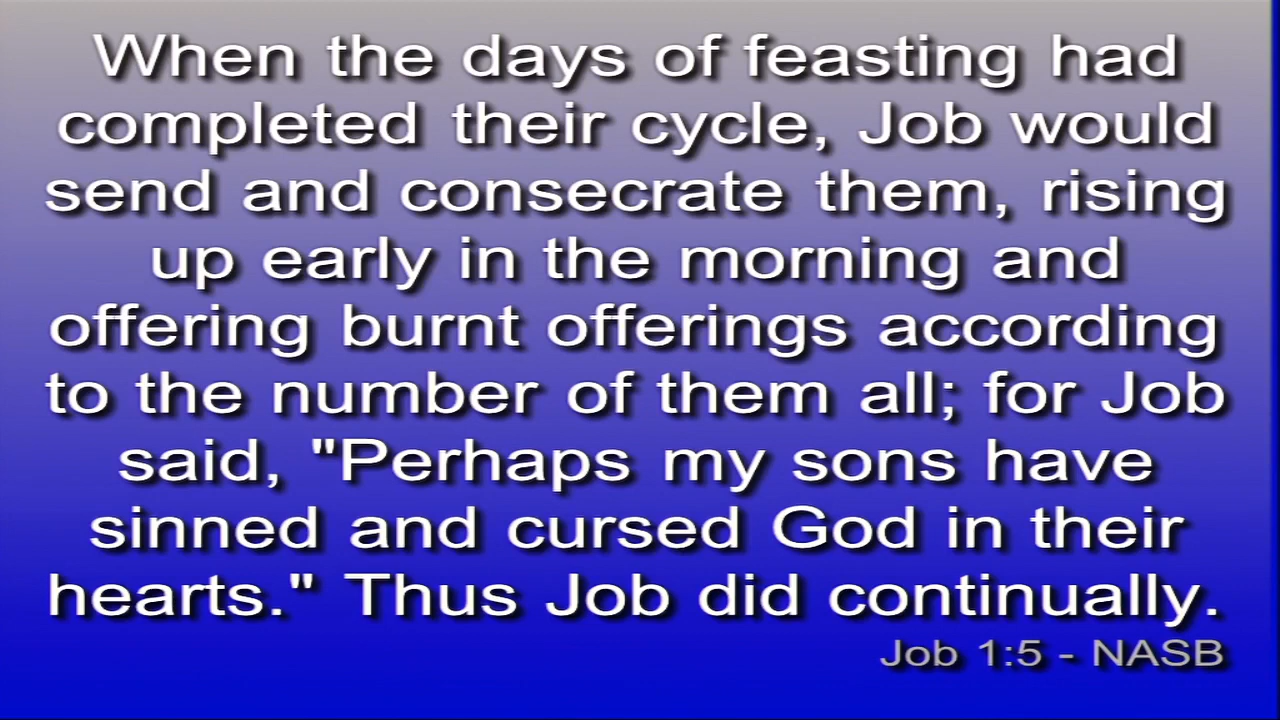 When the days of feasting had
completed their cycle, Job would
send and consecrate them, rising
up early in the morning and
offering burnt offerings according
to the number of them all; for Job
said, "Perhaps my sons have
sinned and cursed God in their
hearts." Thus Job did continually.
Job 1:5 - NASB